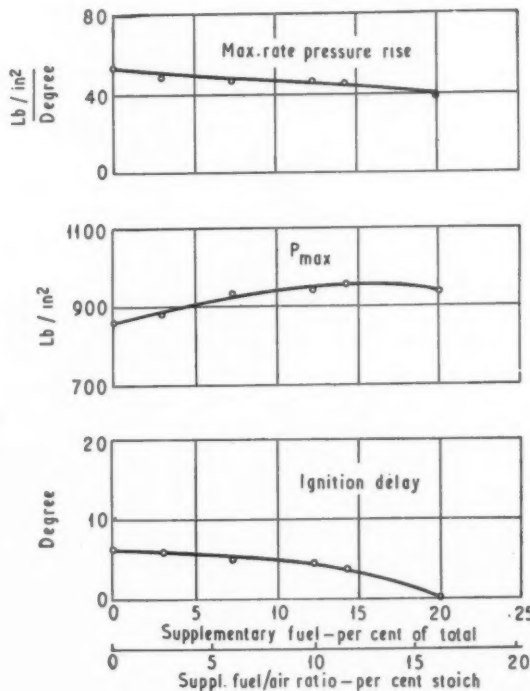 80
Max. rate pressure rise
Lb / in²
Degree
40
0
1100
Pmax
Lb / in²
900
700
20
Ignition delay
Degree
10
0
0 5 10 15 20 25
Supplementary fuel–per cent of total
0 5 10 15 20
Suppl. fuel/air ratio–per cent stoich